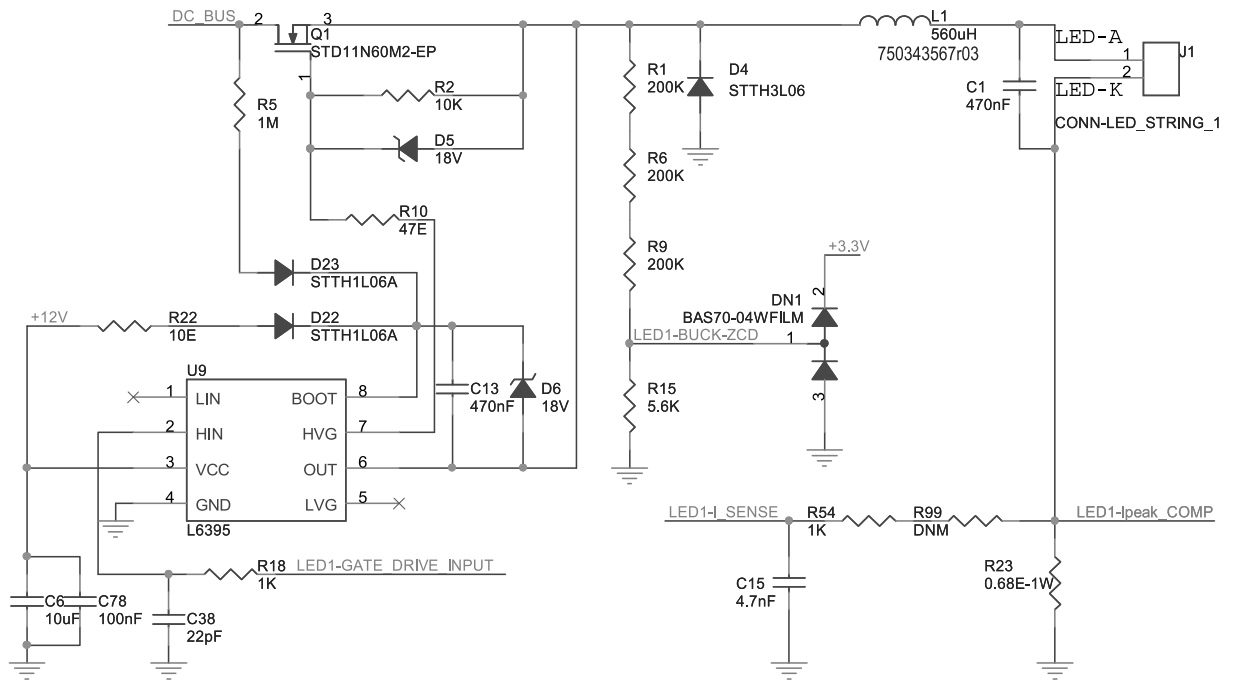 DC_BUS
2
3
Q1
STD11N60M2-EP
1
R5
1M
R2
10K
D5
18V
R10
47E
D23
STTH1L06A
+12V
R22
10E
D22
STTH1L06A
U9
1
LIN
BOOT
8
2
HIN
HVG
7
3
VCC
OUT
6
4
GND
LVG
5
L6395
C13
470nF
D6
18V
R18
1K
LED1-GATE_DRIVE_INPUT
C6
10uF
C78
100nF
C38
22pF
R1
200K
R6
200K
R9
200K
D4
STTH3L06
L1
560uH
750343567r03
C1
470nF
LED-A
1
2
LED-K
J1
CONN-LED_STRING_1
+3.3V
2
DN1
BAS70-04WFILM
LED1-BUCK-ZCD
1
3
R15
5.6K
LED1-I_SENSE
R54
1K
R99
DNM
LED1-Ipeak_COMP
C15
4.7nF
R23
0.68E-1W